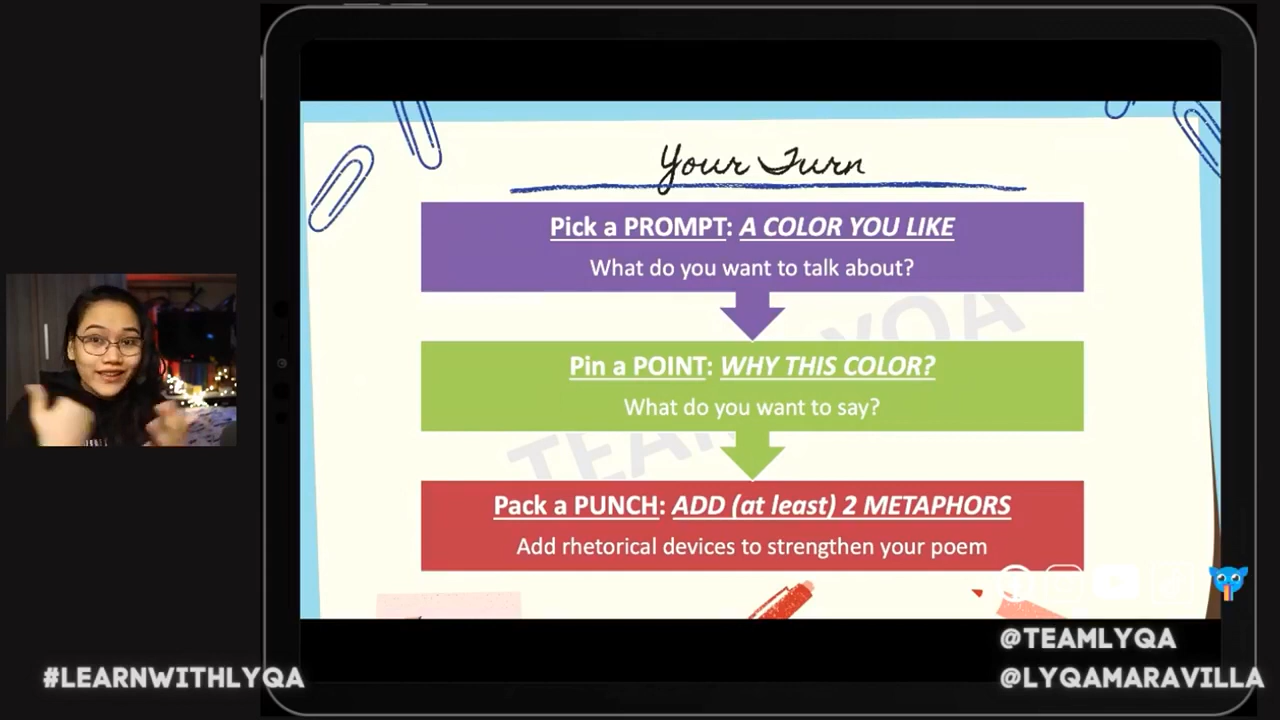 Your Turn
Pick a PROMPT: A COLOR YOU LIKE
What do you want to talk about?
Pin a POINT: WHY THIS COLOR?
What do you want to say?
Pack a PUNCH: ADD (at least) 2 METAPHORS
Add rhetorical devices to strengthen your poem
@TEAMLYQA
#LEARNWITHLYQA
@LYQAMARAVILLA